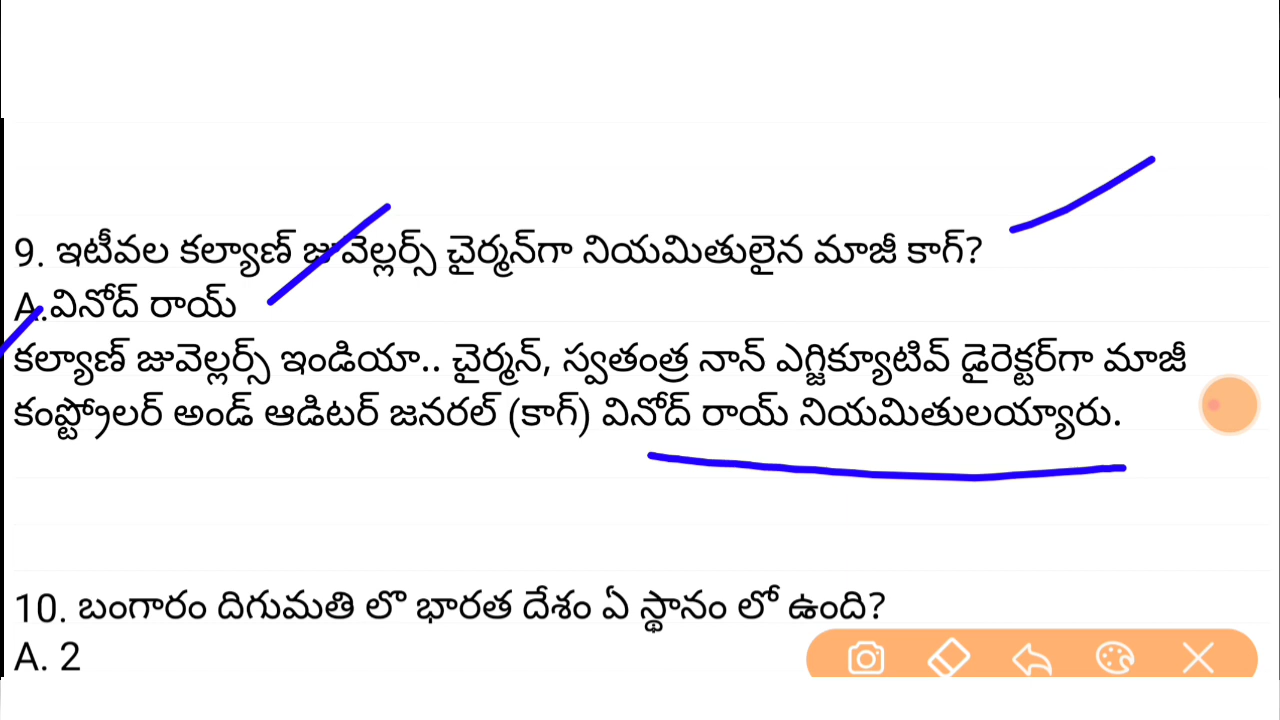 9. ఇటీవల కల్యాణ్ జువెల్లర్స్ చైర్మన్‌గా నియమితులైన మాజీ కాగ్?
A.వినోద్ రాయ్
కల్యాణ్ జువెల్లర్స్ ఇండియా.. చైర్మన్, స్వతంత్ర నాన్ ఎగ్జిక్యూటివ్ డైరెక్టర్‌గా మాజీ
కంప్ట్రోలర్ అండ్ ఆడిటర్ జనరల్ (కాగ్) వినోద్ రాయ్ నియమితులయ్యారు.
10. బంగారం దిగుమతి లొ భారత దేశం ఏ స్థానం లో ఉంది?
A. 2